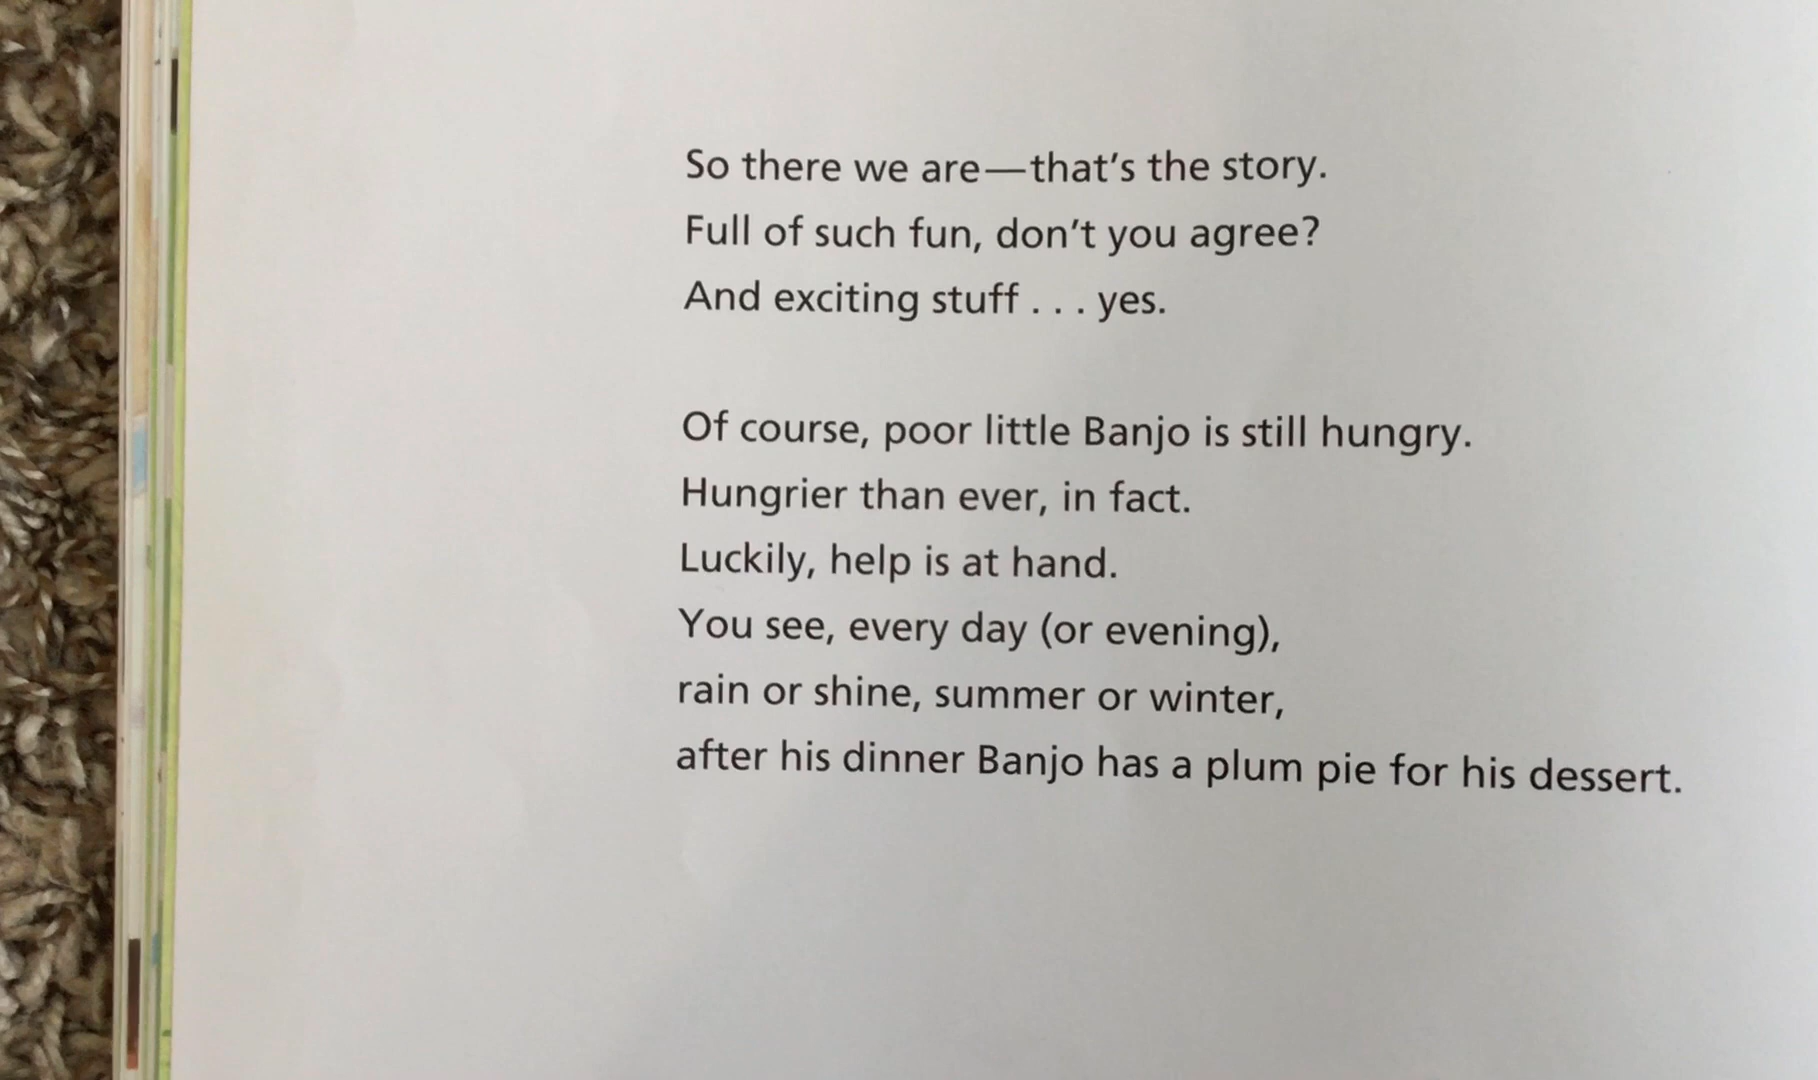 So there we are—that's the story.
Full of such fun, don't you agree?
And exciting stuff . . . yes.
Of course, poor little Banjo is still hungry.
Hungrier than ever, in fact.
Luckily, help is at hand.
You see, every day (or evening),
rain or shine, summer or winter,
after his dinner Banjo has a plum pie for his dessert.